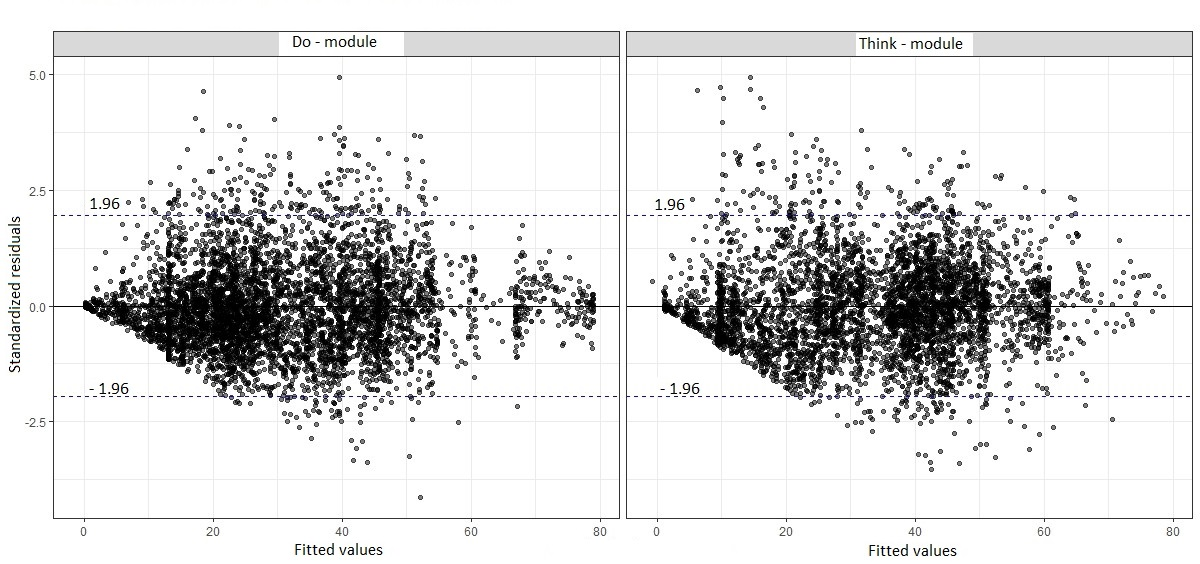 Do - module
Think - module
Standardized residuals
5.0
2.5
0.0
-2.5
1.96
- 1.96
1.96
- 1.96
0 20 40 60 80
0 20 40 60 80
Fitted values
Fitted values